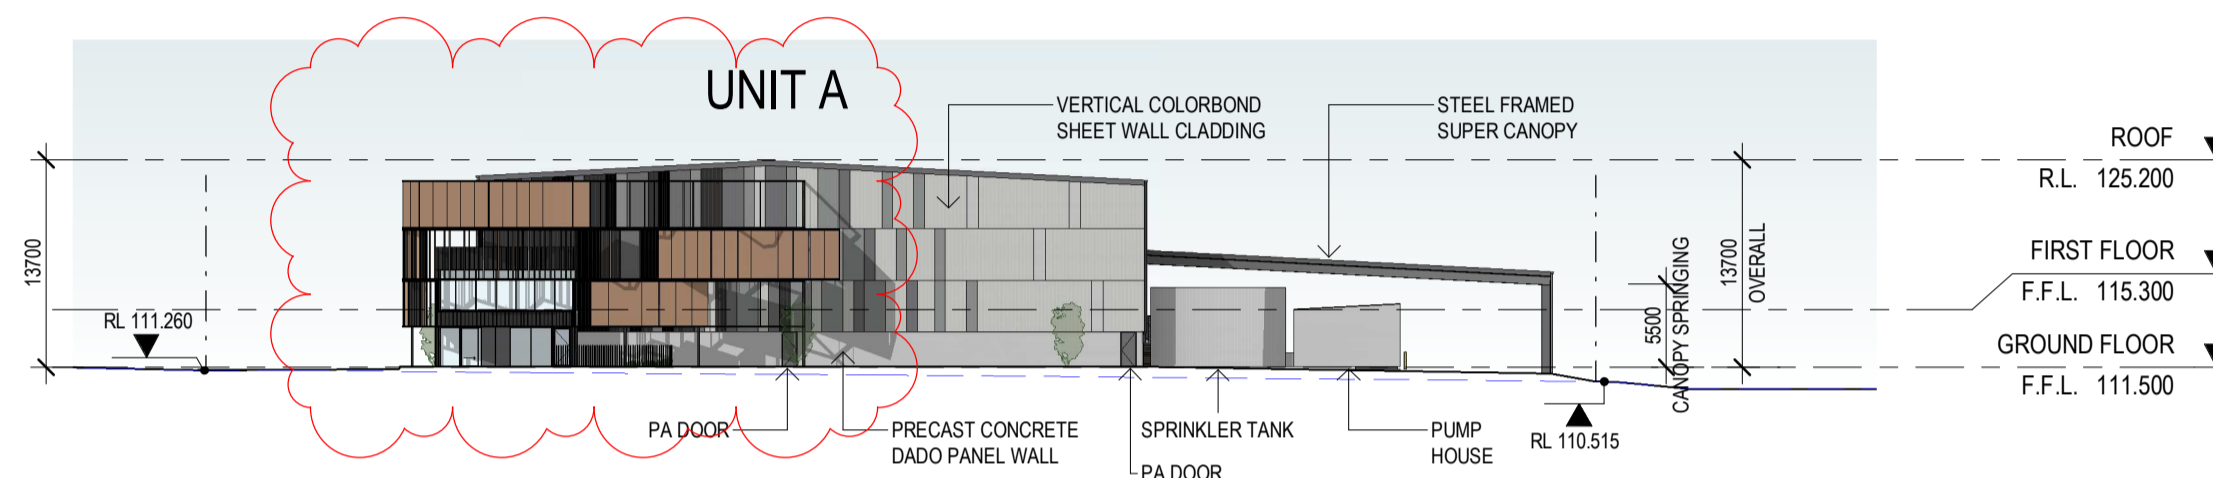 UNIT A
VERTICAL COLORBOND
SHEET WALL CLADDING
STEEL FRAMED
SUPER CANOPY
ROOF
R.L. 125.200
FIRST FLOOR
F.F.L. 115.300
GROUND FLOOR
F.F.L. 111.500
13700
RL 111.260
5500
CANOPY SPRINGING
13700
OVERALL
PA DOOR
PRECAST CONCRETE
DADO PANEL WALL
SPRINKLER TANK
PA DOOR
PUMP
HOUSE
RL 110.515